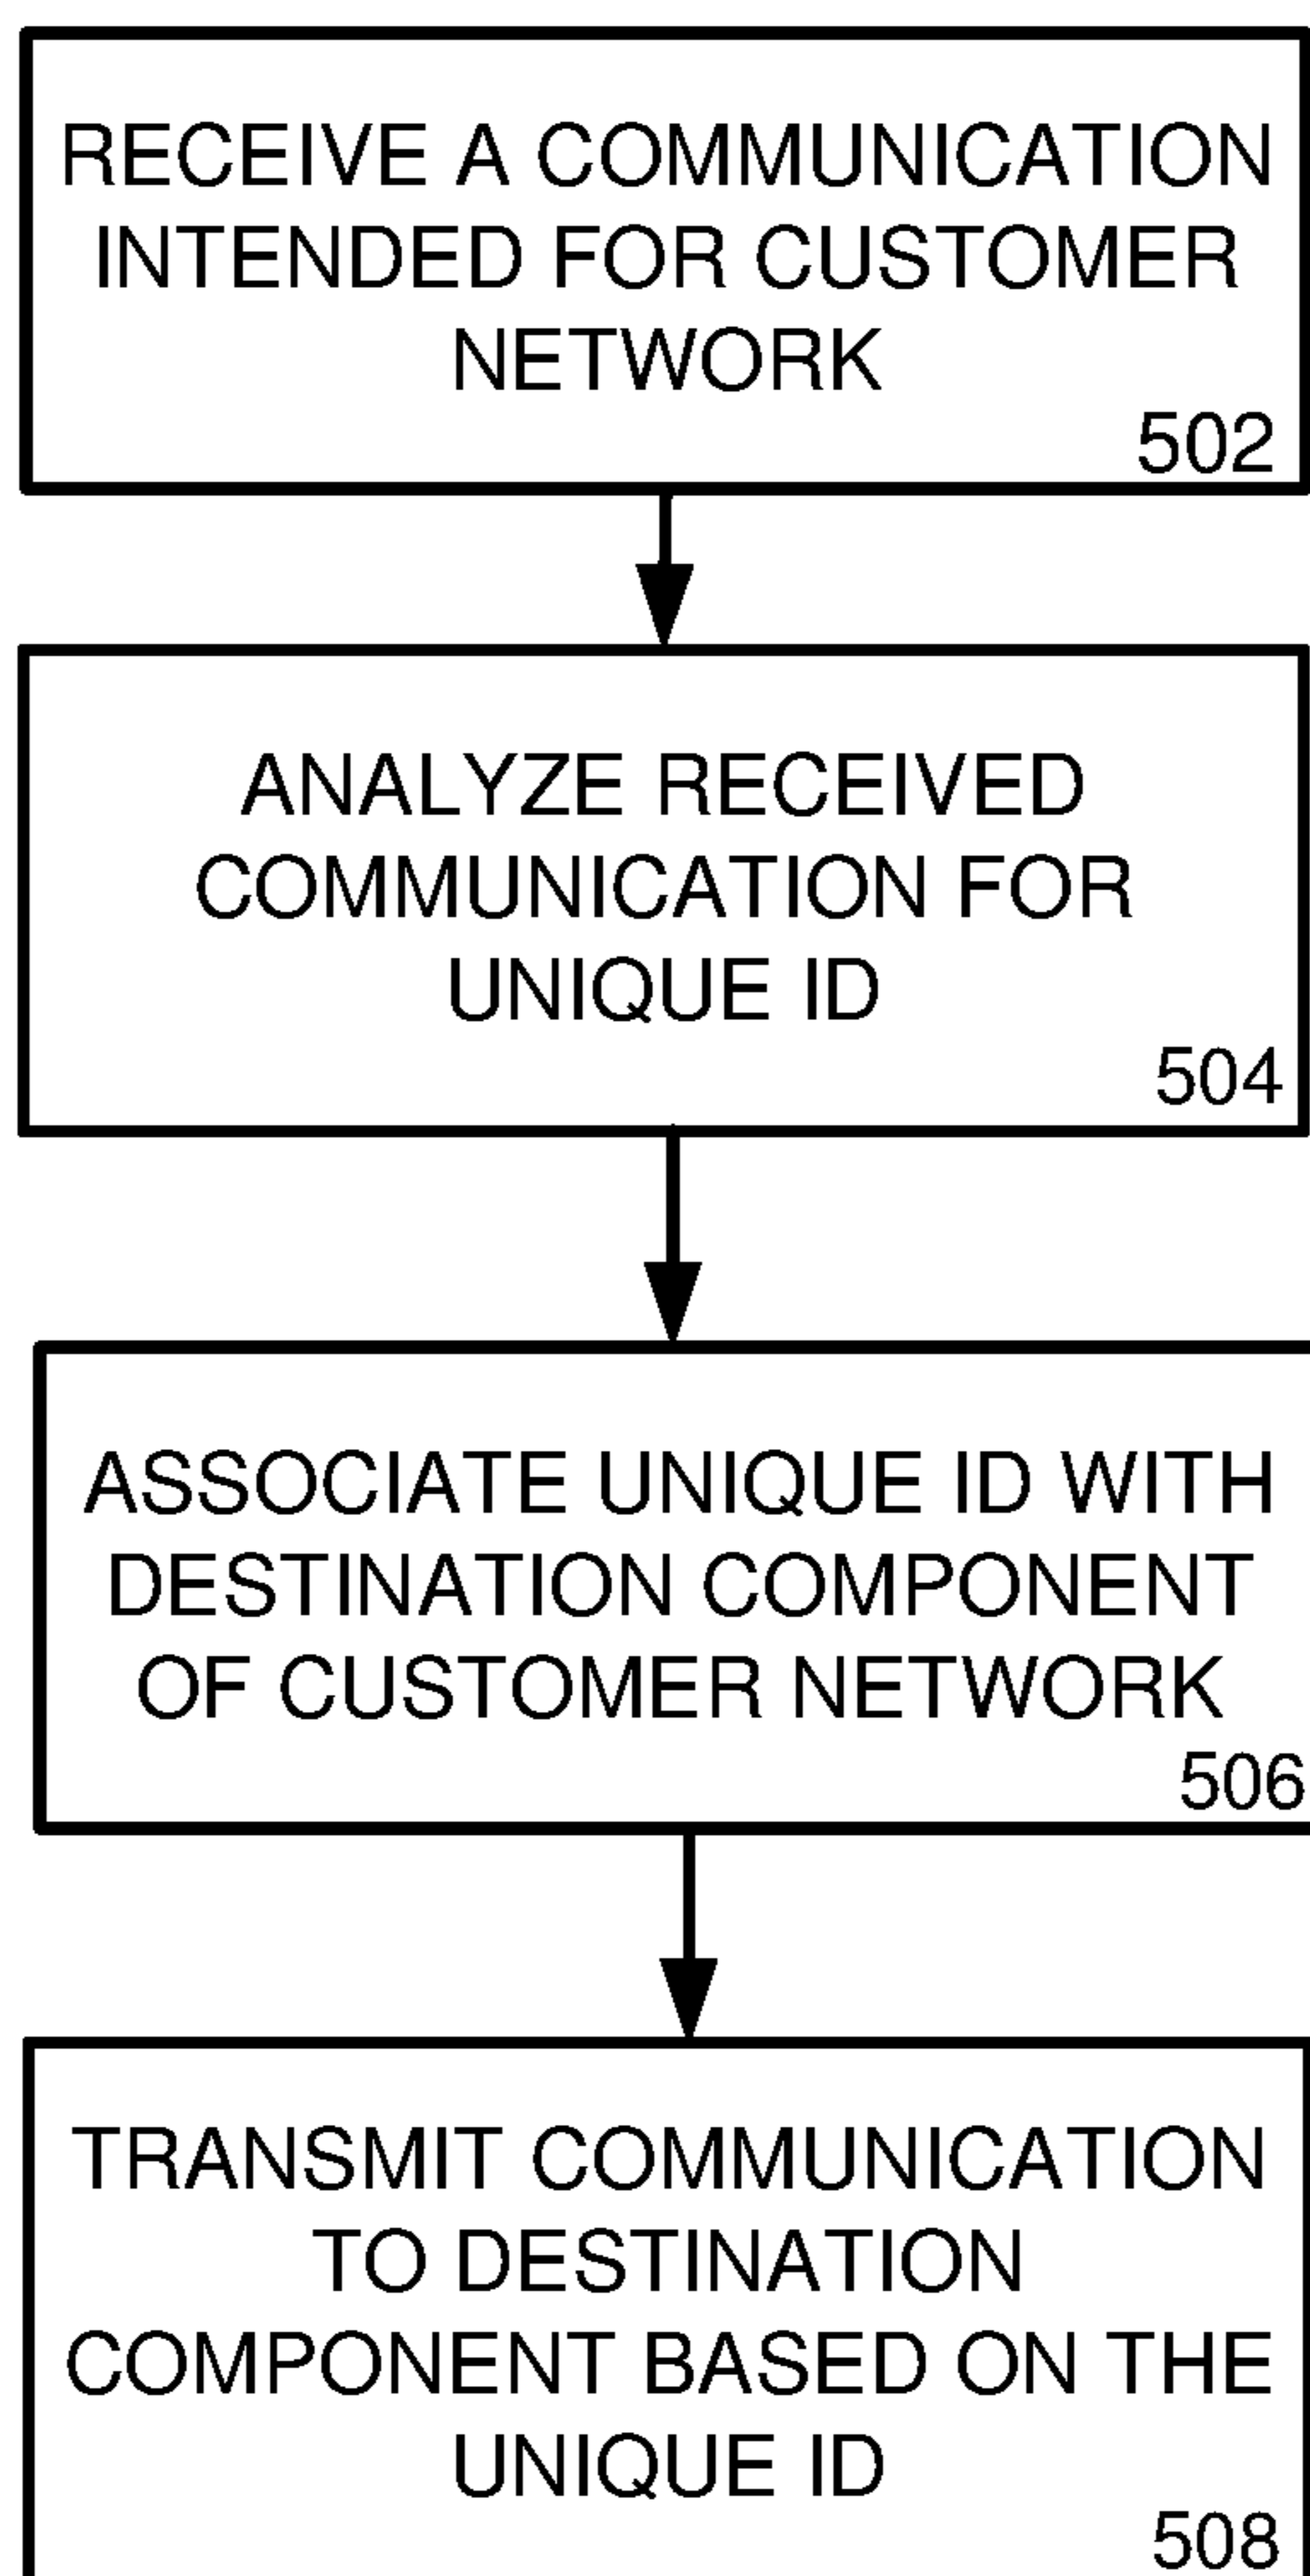 RECEIVE A COMMUNICATION
INTENDED FOR CUSTOMER
NETWORK
502
ANALYZE RECEIVED
COMMUNICATION FOR
UNIQUE ID
504
ASSOCIATE UNIQUE ID WITH
DESTINATION COMPONENT
OF CUSTOMER NETWORK
506
TRANSMIT COMMUNICATION
TO DESTINATION
COMPONENT BASED ON THE
UNIQUE ID
508